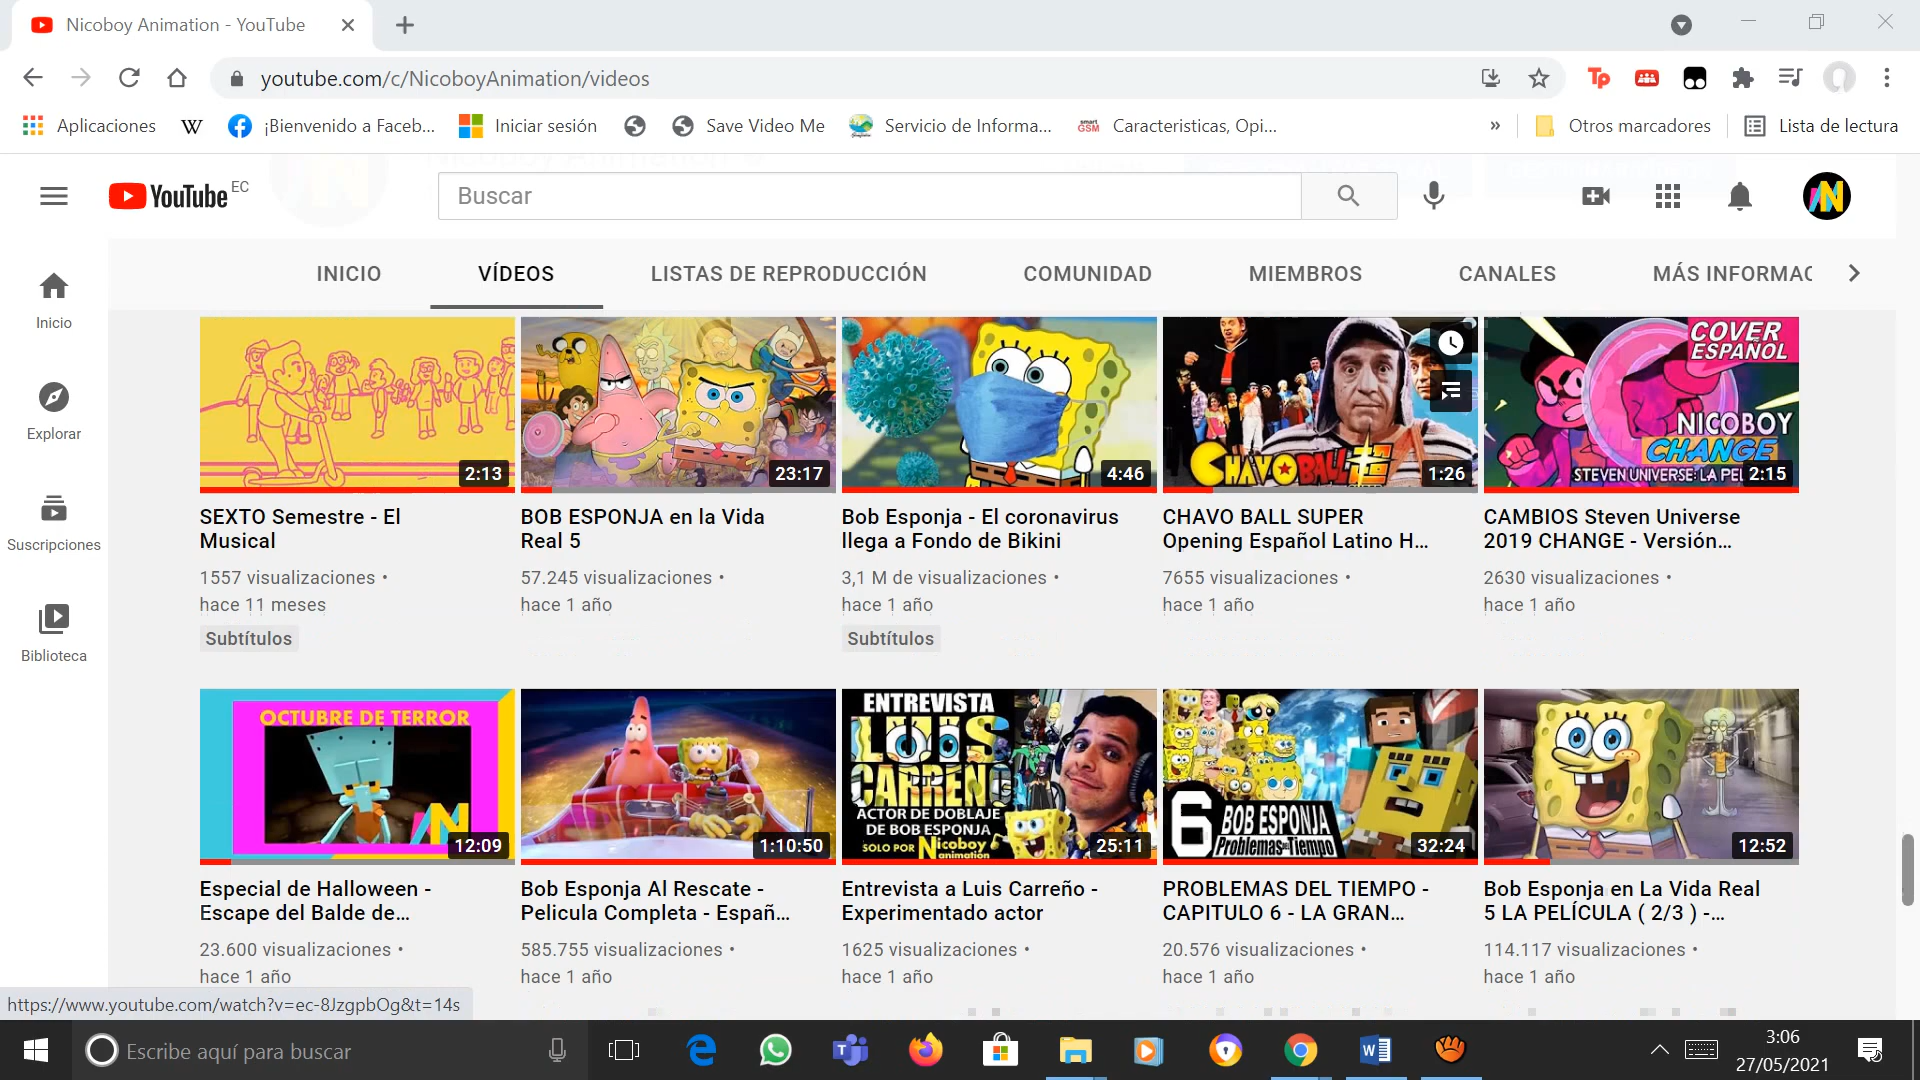 Nicoboy Animation - YouTube
youtube.com/c/NicoboyAnimation/videos
Aplicaciones
W
¡Bienvenido a Faceb...
Iniciar sesión
Save Video Me
Servicio de Informa...
smart GSM
Caracteristicas, Opi...
»
Otros marcadores
Lista de lectura
YouTube EC
Buscar
INICIO
VÍDEOS
LISTAS DE REPRODUCCIÓN
COMUNIDAD
MIEMBROS
CANALES
MÁS INFORMAC
Inicio
Explorar
Suscripciones
Biblioteca
2:13
SEXTO Semestre - El
Musical
1557 visualizaciones •
hace 11 meses
Subtítulos
23:17
BOB ESPONJA en la Vida
Real 5
57.245 visualizaciones •
hace 1 año
4:46
Bob Esponja - El coronavirus
llega a Fondo de Bikini
3,1 M de visualizaciones •
hace 1 año
Subtítulos
CHAVO BALL
1:26
CHAVO BALL SUPER
Opening Español Latino H...
7655 visualizaciones •
hace 1 año
COVER
ESPAÑOL
NICOBOY
CHANGE
STEVEN UNIVERSE: LA PEL
2:15
CAMBIOS Steven Universe
2019 CHANGE - Versión...
2630 visualizaciones •
hace 1 año
OCTUBRE DE TERROR
12:09
Especial de Halloween -
Escape del Balde de...
23.600 visualizaciones •
hace 1 año
1:10:50
Bob Esponja Al Rescate -
Pelicula Completa - Españ...
585.755 visualizaciones •
hace 1 año
ENTREVISTA
LUIS
CARREÑO
ACTOR DE DOBLAJE
DE BOB ESPONJA
SOLO POR Nicoboy
animation
25:11
Entrevista a Luis Carreño -
Experimentado actor
1625 visualizaciones •
hace 1 año
6 BOB ESPONJA
Problemas del Tiempo
32:24
PROBLEMAS DEL TIEMPO -
CAPITULO 6 - LA GRAN...
20.576 visualizaciones •
hace 1 año
12:52
Bob Esponja en La Vida Real
5 LA PELÍCULA ( 2/3 ) -...
114.117 visualizaciones •
hace 1 año
https://www.youtube.com/watch?v=ec-8JzgpbOg&t=14s
Escribe aquí para buscar
3:06
27/05/2021